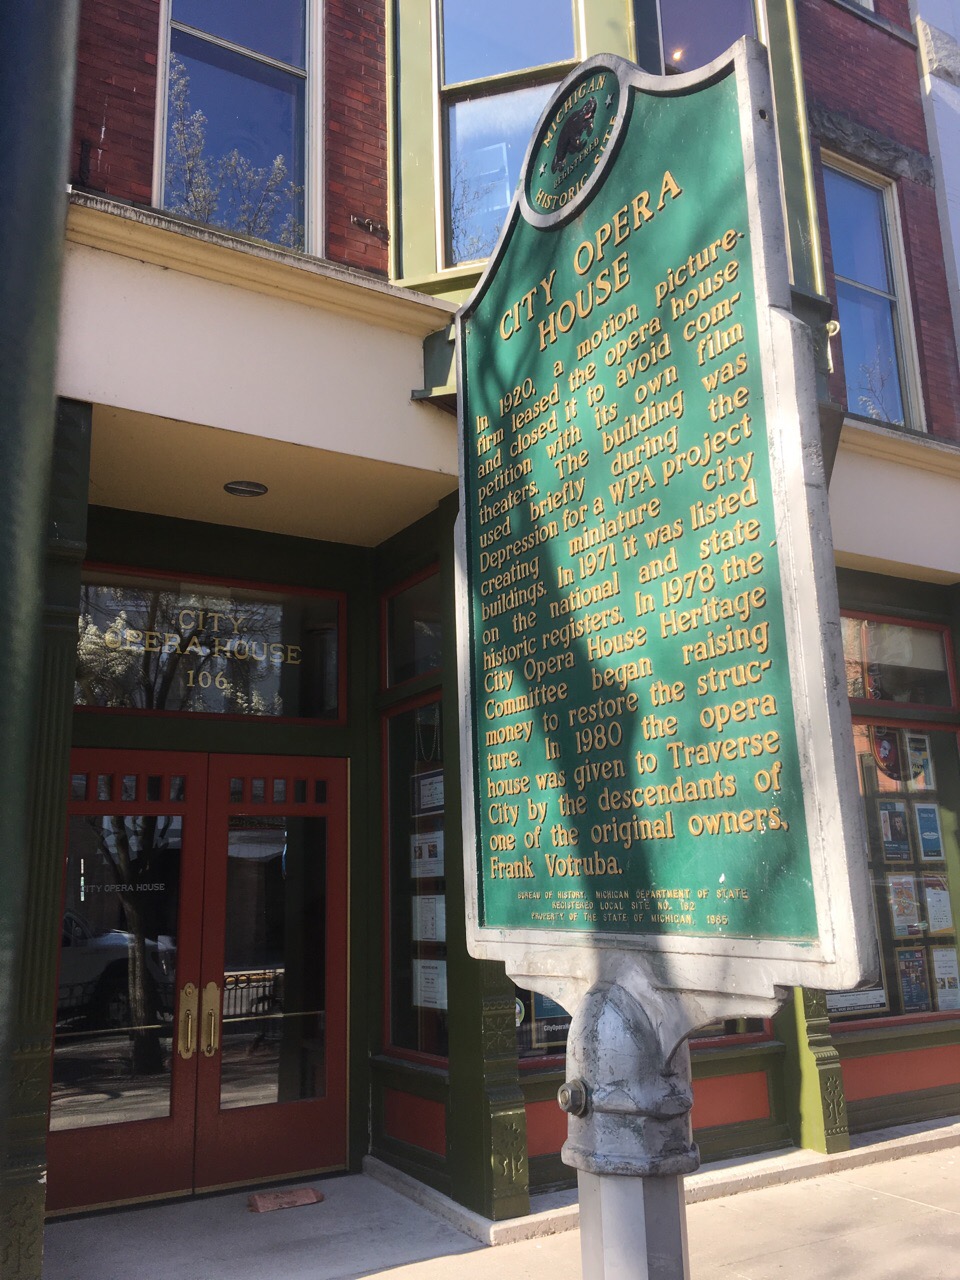 MICHIGAN
REGISTERED
HISTORIC SITE
CITY OPERA
HOUSE
In 1920, a motion picture
firm leased the opera house
and closed it to avoid com-
petition with its own film
theaters. The building was
used briefly during the
Depression for a WPA project
creating miniature city
buildings. In 1971 it was listed
on the national and state
historic registers. In 1978 the
City Opera House Heritage
Committee began raising
money to restore the struc-
ture. In 1980 the opera
house was given to Traverse
City by the descendants of
one of the original owners,
Frank Votruba.
BUREAU OF HISTORY, MICHIGAN DEPARTMENT OF STATE
REGISTERED LOCAL SITE NO. 182
PROPERTY OF THE STATE OF MICHIGAN, 1985
CITY
OPERA HOUSE
106
CITY OPERA HOUSE